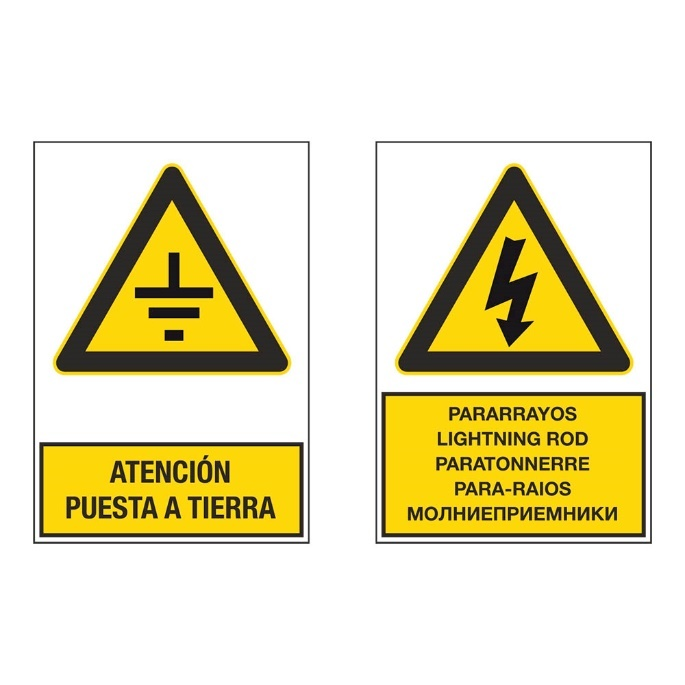 ATENCIÓN
PUESTA A TIERRA
PARARRAYOS
LIGHTNING ROD
PARATONNERRE
PARA-RAIOS
МОЛНИЕПРИЕМНИКИ